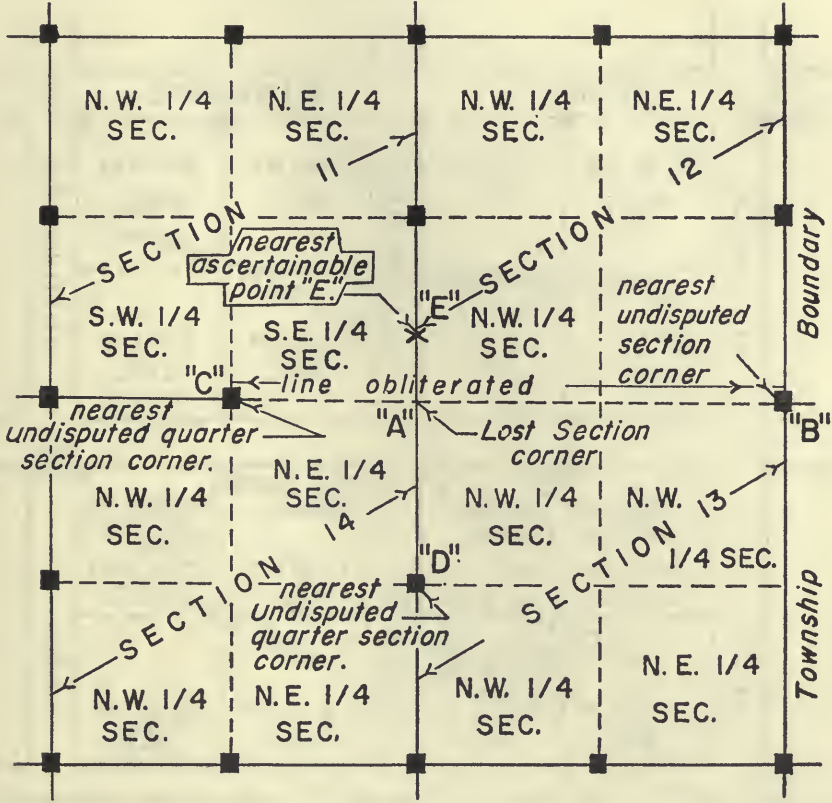 N.W. 1/4
SEC.
N.E. 1/4
SEC.
N.W. 1/4
SEC.
N.E. 1/4
SEC.
SECTION 11
SECTION 12
nearest
ascertainable
point "E."
"E"
S.W. 1/4
SEC.
S.E. 1/4
SEC.
N.W. 1/4
SEC.
nearest
undisputed
section
corner
Boundary
"C"
line obliterated
"A"
"B"
nearest
undisputed quarter
section corner.
Lost Section
corner
N.W. 1/4
SEC.
N.E. 1/4
SEC.
N.W. 1/4
SEC.
N.W.
1/4 SEC.
SECTION 14
SECTION 13
"D"
nearest
undisputed
quarter section
corner.
Township
N.W. 1/4
SEC.
N.E. 1/4
SEC.
N.W. 1/4
SEC.
N.E. 1/4
SEC.